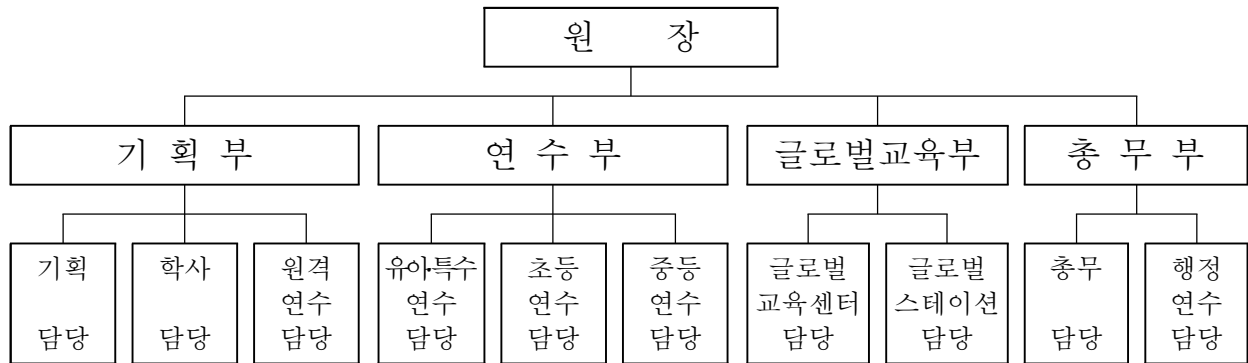 원 장
기 획 부
연 수 부
글로벌교육부
총 무 부
기획
담당
학사
담당
원격
연수
담당
유아·특수
연수
담당
초등
연수
담당
중등
연수
담당
글로벌
교육센터
담당
글로벌
스테이션
담당
총무
담당
행정
연수
담당